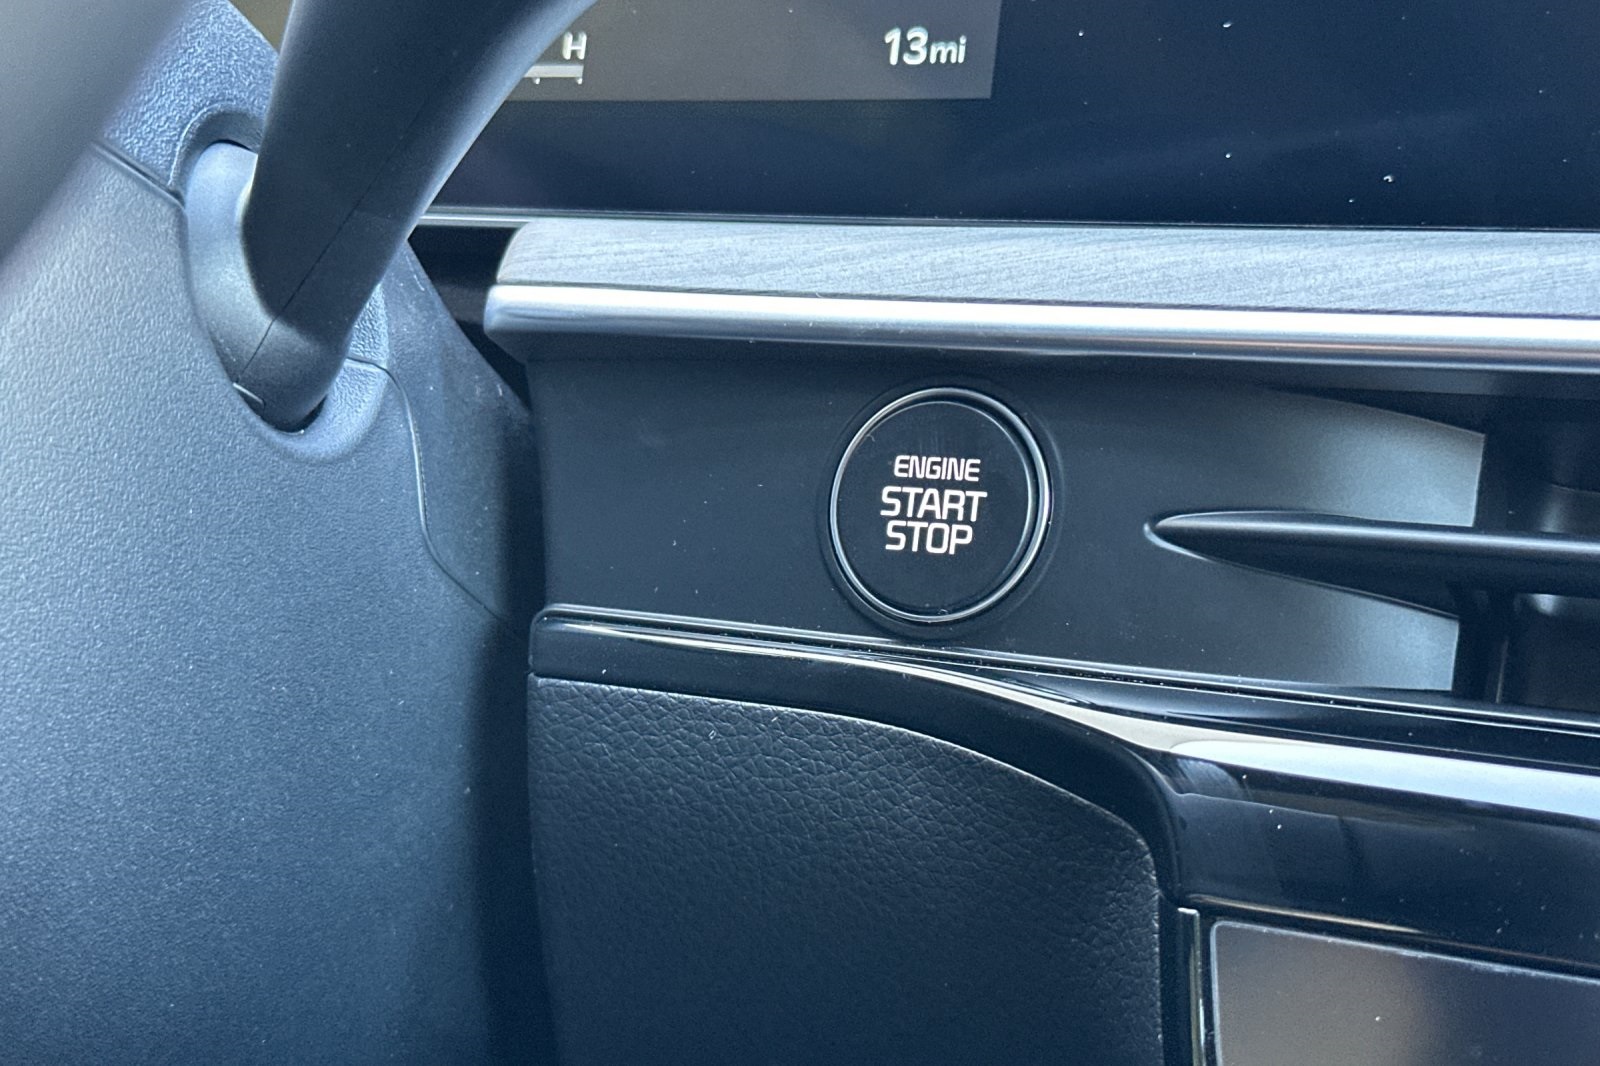 H
13mi
ENGINE
START
STOP